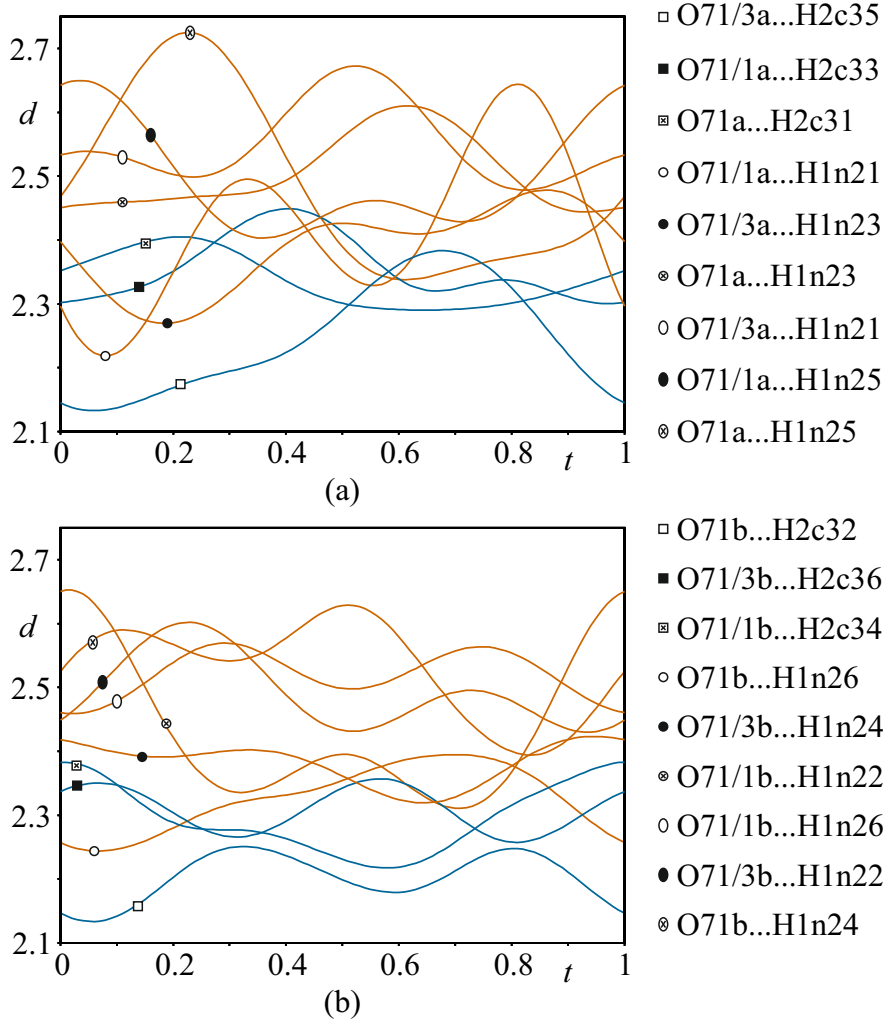 2.7
d
2.5
2.3
2.1
0
0.2
0.4
0.6
0.8
t
1
(a)
O71/3a...H2c35
O71/1a...H2c33
O71a...H2c31
O71/1a...H1n21
O71/3a...H1n23
O71a...H1n23
O71/3a...H1n21
O71/1a...H1n25
O71a...H1n25
2.7
d
2.5
2.3
2.1
0
0.2
0.4
0.6
0.8
t
1
(b)
O71b...H2c32
O71/3b...H2c36
O71/1b...H2c34
O71b...H1n26
O71/3b...H1n24
O71/1b...H1n22
O71/1b...H1n26
O71/3b...H1n22
O71b...H1n24